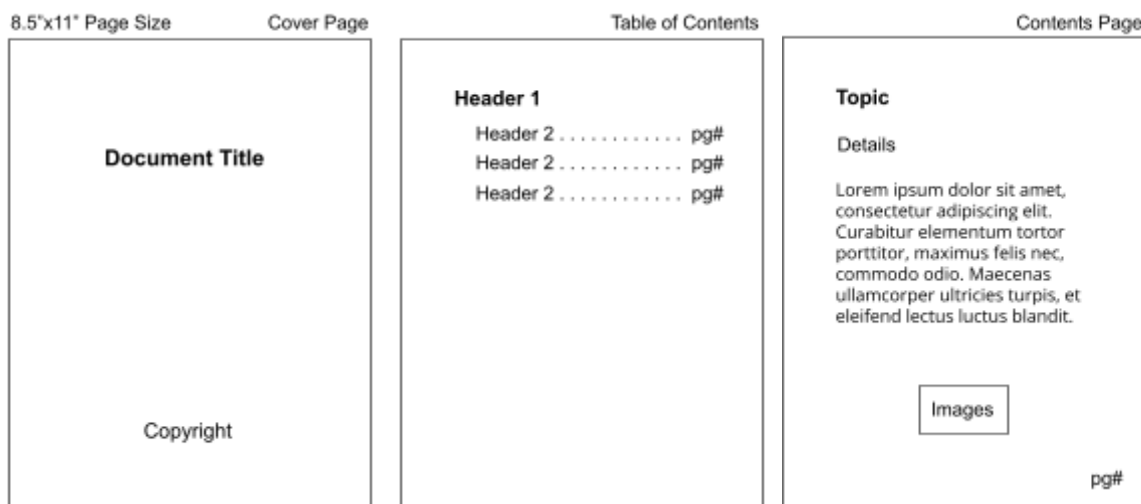 8.5"x11" Page Size
Cover Page
Document Title
Copyright
Table of Contents
Header 1
Header 2 . . . . . . . . . . . . pg#
Header 2 . . . . . . . . . . . . pg#
Header 2 . . . . . . . . . . . . pg#
Contents Page
Topic
Details
Lorem ipsum dolor sit amet,
consectetur adipiscing elit.
Curabitur elementum tortor
porttitor, maximus felis nec,
commodo odio. Maecenas
ullamcorper ultricies turpis, et
eleifend lectus luctus blandit.
Images
pg#